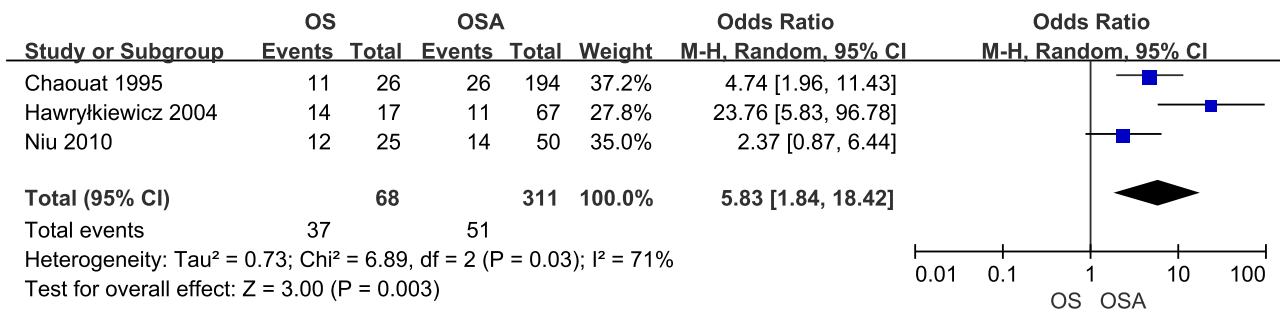 OS OSA Odds Ratio Odds Ratio
Study or Subgroup Events Total Events Total Weight M-H, Random, 95% CI M-H, Random, 95% CI
Chaouat 1995 11 26 26 194 37.2% 4.74 [1.96, 11.43]
Hawryłkiewicz 2004 14 17 11 67 27.8% 23.76 [5.83, 96.78]
Niu 2010 12 25 14 50 35.0% 2.37 [0.87, 6.44]
Total (95% CI) 68 311 100.0% 5.83 [1.84, 18.42]
Total events 37 51
Heterogeneity: Tau² = 0.73; Chi² = 6.89, df = 2 (P = 0.03); I² = 71%
Test for overall effect: Z = 3.00 (P = 0.003)
0.01 0.1 1 10 100
OS OSA